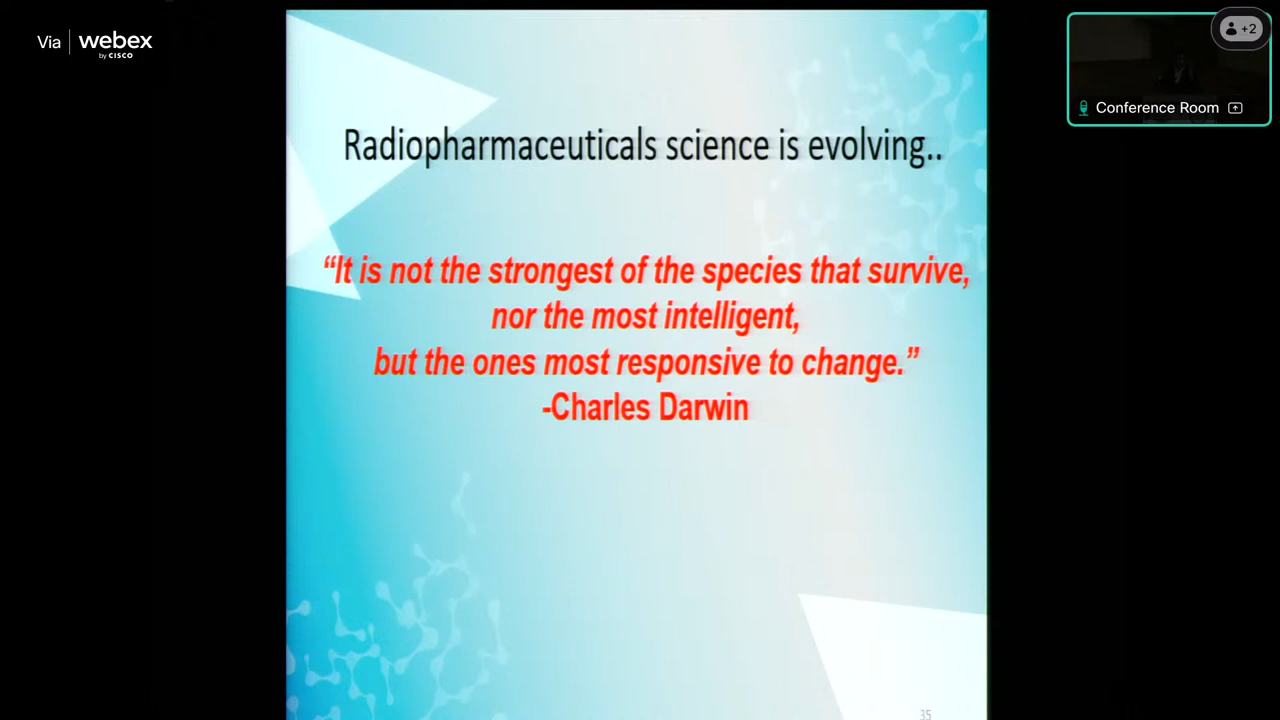 Via webex
by CISCO
+2
Conference Room
Radiopharmaceuticals science is evolving..
“It is not the strongest of the species that survive,
nor the most intelligent,
but the ones most responsive to change.”
-Charles Darwin
35